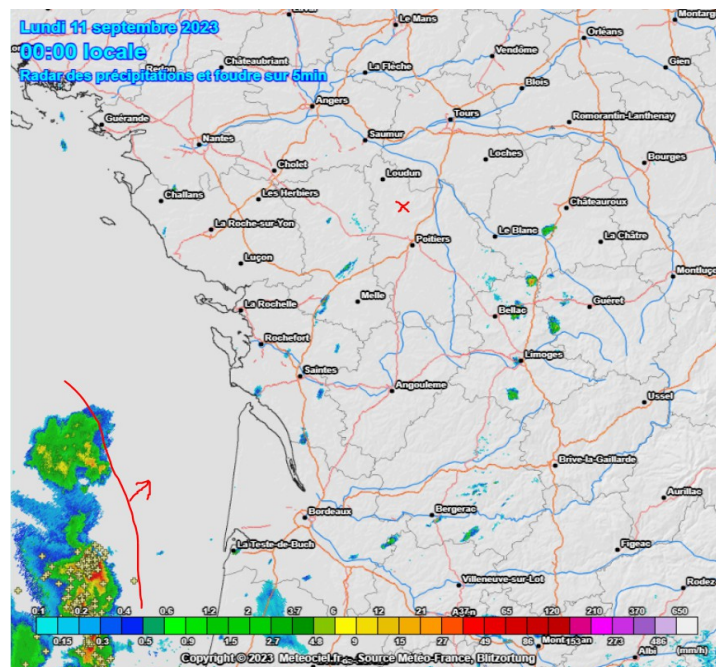 Lundi 11 septembre 2023
00:00 locale
Radar des précipitations et foudre sur 5min
Le Mans
Montarg
Orléans
Vendôme
Châteaubriant
La Flèche
Gien
Redon
Blois
Angers
Guérande
Tours
Romorantin-Lanthenay
Nantes
Saumur
Loches
Bourges
Cholet
Loudun
Challans
Les Herbiers
Châteauroux
La Roche-sur-Yon
Le Blanc
Poitiers
La Châtre
Luçon
Montluço
Melle
La Rochelle
Guéret
Bellac
Rochefort
Limoges
Saintes
Angouleme
Ussel
Brive-la-Gaillarde
Aurillac
Bordeaux
Bergerac
La Teste-de-Buch
Figeac
Villeneuve-sur-Lot
Rodez
0.1 0.2 0.4 0.6 1.2 2 3.7 6 12 21 37 65 120 210 370 650
0.15 0.3 0.5 0.9 1.6 2.7 4.8 9 15 27 49 86 153 273 486 (mm/h)
Albi
Copyright © 2023 Meteociel.fr - Source Meteo-France, Blitzortung